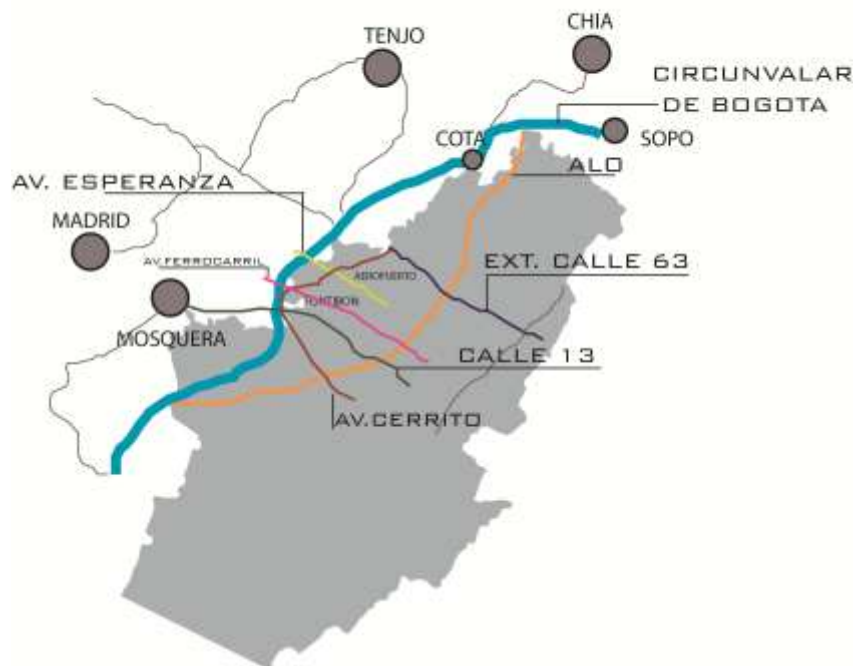 CHIA
TENJO
CIRCUNVALAR
DE BOGOTA
COTA
SOPO
ALO
AV. ESPERANZA
MADRID
AV.FERROCARRIL
EXT. CALLE 63
AEROPUERTO
FONTIBON
MOSQUERA
CALLE 13
AV.CERRITO